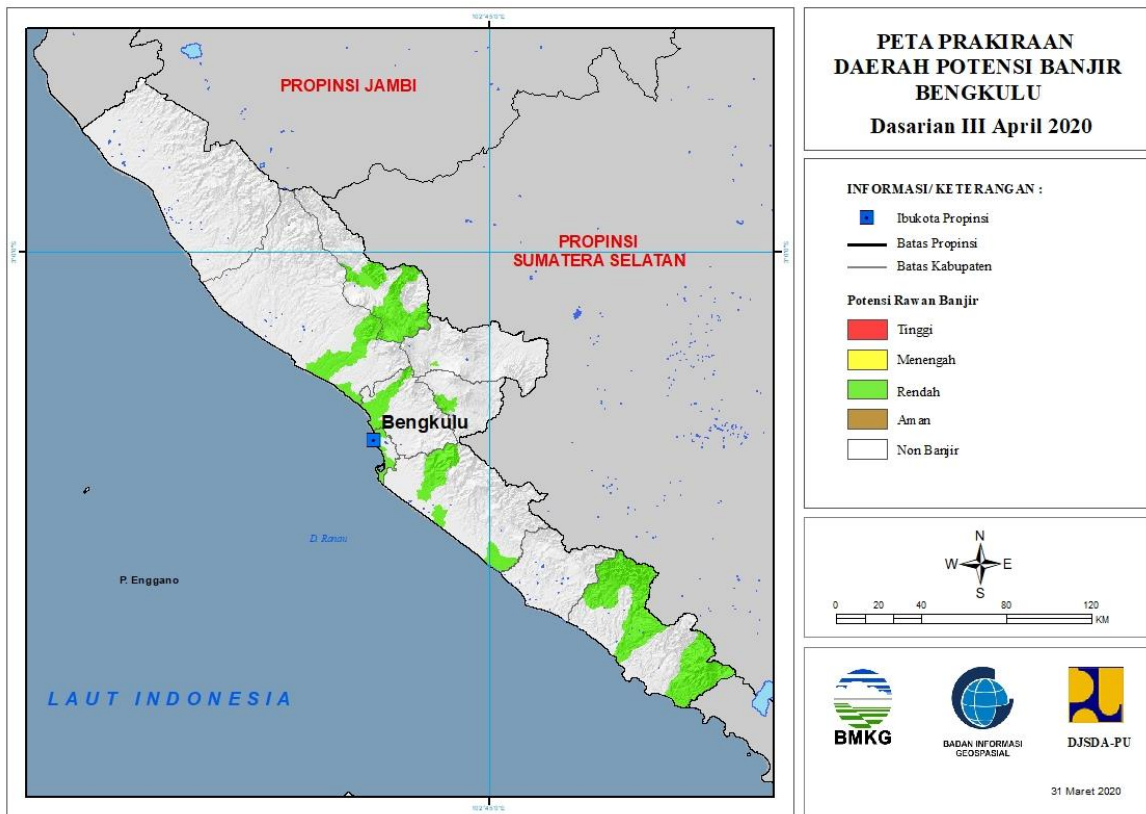 PETA PRAKIRAAN
DAERAH POTENSI BANJIR
BENGKULU
Dasarian III April 2020
PROPINSI JAMBI
PROPINSI
SUMATERA SELATAN
Bengkulu
D. Ranau
P. Enggano
LAUT INDONESIA
INFORMASI/ KETERANGAN :
Ibukota Propinsi
Batas Propinsi
Batas Kabupaten
Potensi Rawan Banjir
Tinggi
Menengah
Rendah
Aman
Non Banjir
N
W E
S
0 20 40 80 120
KM
BMKG
BADAN INFORMASI
GEOSPASIAL
DJSDA-PU
31 Maret 2020